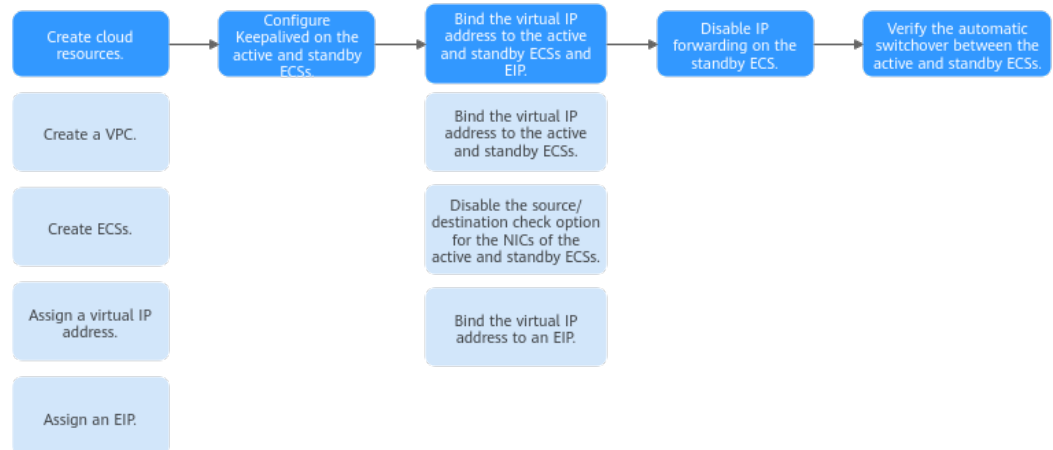 Create cloud
resources.
Configure
Keepalived on the
active and standby
ECSs.
Bind the virtual IP
address to the active
and standby ECSs and
EIP.
Disable IP
forwarding on the
standby ECS.
Verify the automatic
switchover between the
active and standby ECSs.
Create a VPC.
Create ECSs.
Assign a virtual IP
address.
Assign an EIP.
Bind the virtual IP
address to the active
and standby ECSs.
Disable the source/
destination check option
for the NICs of the
active and standby ECSs.
Bind the virtual IP
address to an EIP.